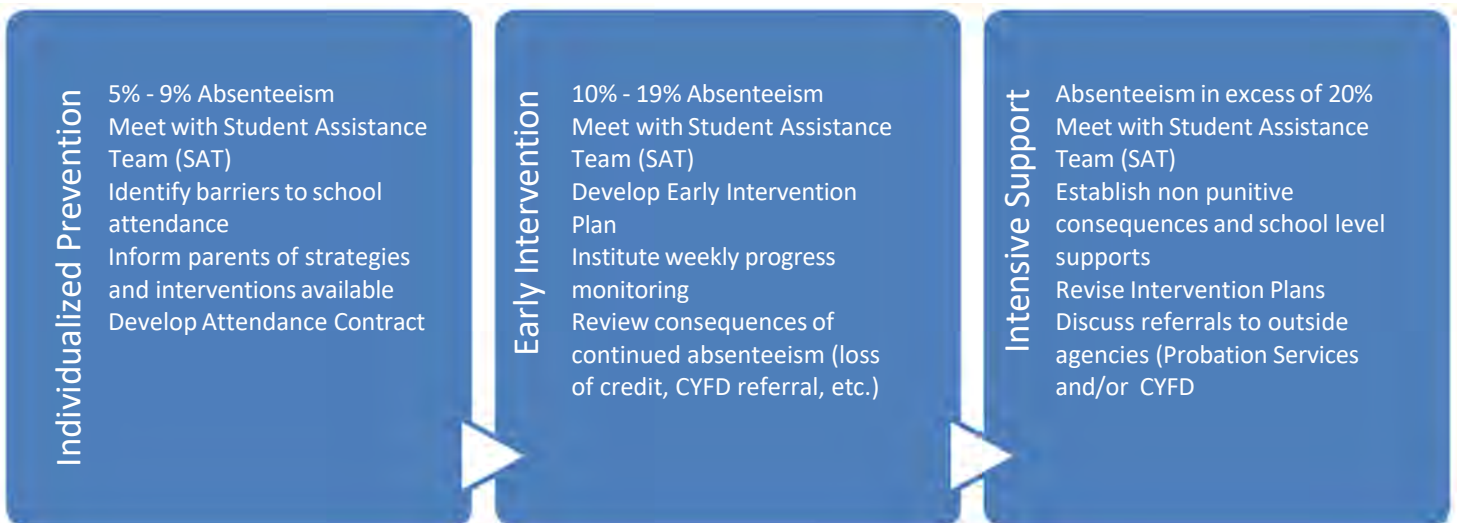 Individualized Prevention
5% - 9% Absenteeism
Meet with Student Assistance
Team (SAT)
Identify barriers to school
attendance
Inform parents of strategies
and interventions available
Develop Attendance Contract
Early Intervention
10% - 19% Absenteeism
Meet with Student Assistance
Team (SAT)
Develop Early Intervention
Plan
Institute weekly progress
monitoring
Review consequences of
continued absenteeism (loss
of credit, CYFD referral, etc.)
Intensive Support
Absenteeism in excess of 20%
Meet with Student Assistance
Team (SAT)
Establish non punitive
consequences and school level
supports
Revise Intervention Plans
Discuss referrals to outside
agencies (Probation Services
and/or CYFD